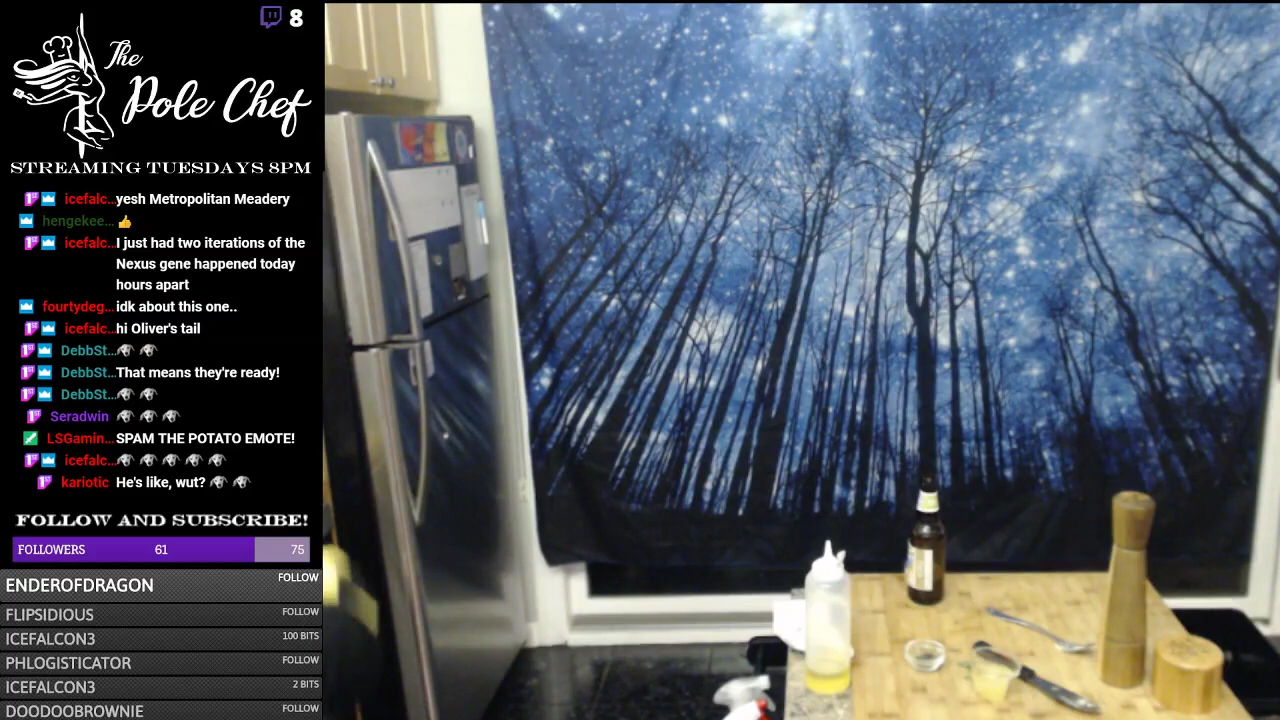 8
The
Pole Chef
STREAMING TUESDAYS 8PM
icefalc... yesh Metropolitan Meadery
hengekee... 👍
icefalc... I just had two iterations of the
Nexus gene happened today
hours apart
fourtydeg... idk about this one..
icefalc... hi Oliver's tail
DebbSt...
DebbSt... That means they're ready!
DebbSt...
Seradwin
LSGamin... SPAM THE POTATO EMOTE!
icefalc...
kariotic He's like, wut?
FOLLOW AND SUBSCRIBE!
FOLLOWERS 61 75
ENDEROFDRAGON FOLLOW
FLIPSIDIOUS FOLLOW
ICEFALCON3 100 BITS
PHLOGISTICATOR FOLLOW
ICEFALCON3 2 BITS
DOODOOBROWNIE FOLLOW